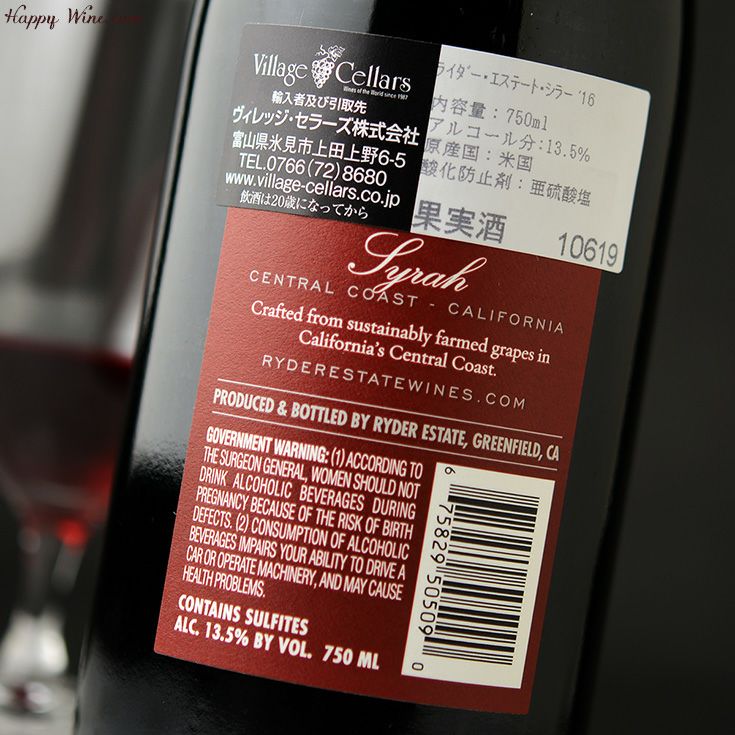 Happy Wine.com
Village Cellars
Wines of the World since 1987
輸入者及び引取先
ヴィレッジ・セラーズ株式会社
富山県氷見市上田上野6-5
TEL.0766(72)8680
www.village-cellars.co.jp
飲酒は20歳になってから
ライダー・エステート・シラー '16
内容量:750ml
アルコール分:13.5%
原産国:米国
酸化防止剤:亜硫酸塩
果実酒 10619
Syrah
CENTRAL COAST - CALIFORNIA
Crafted from sustainably farmed grapes in
California's Central Coast.
RYDERESTATEWINES.COM
PRODUCED & BOTTLED BY RYDER ESTATE, GREENFIELD, CA
GOVERNMENT WARNING: (1) ACCORDING TO
THE SURGEON GENERAL, WOMEN SHOULD NOT
DRINK ALCOHOLIC BEVERAGES DURING
PREGNANCY BECAUSE OF THE RISK OF BIRTH
DEFECTS. (2) CONSUMPTION OF ALCOHOLIC
BEVERAGES IMPAIRS YOUR ABILITY TO DRIVE A
CAR OR OPERATE MACHINERY, AND MAY CAUSE
HEALTH PROBLEMS.
CONTAINS SULFITES
ALC. 13.5% BY VOL. 750 ML
6 75829 50509 0